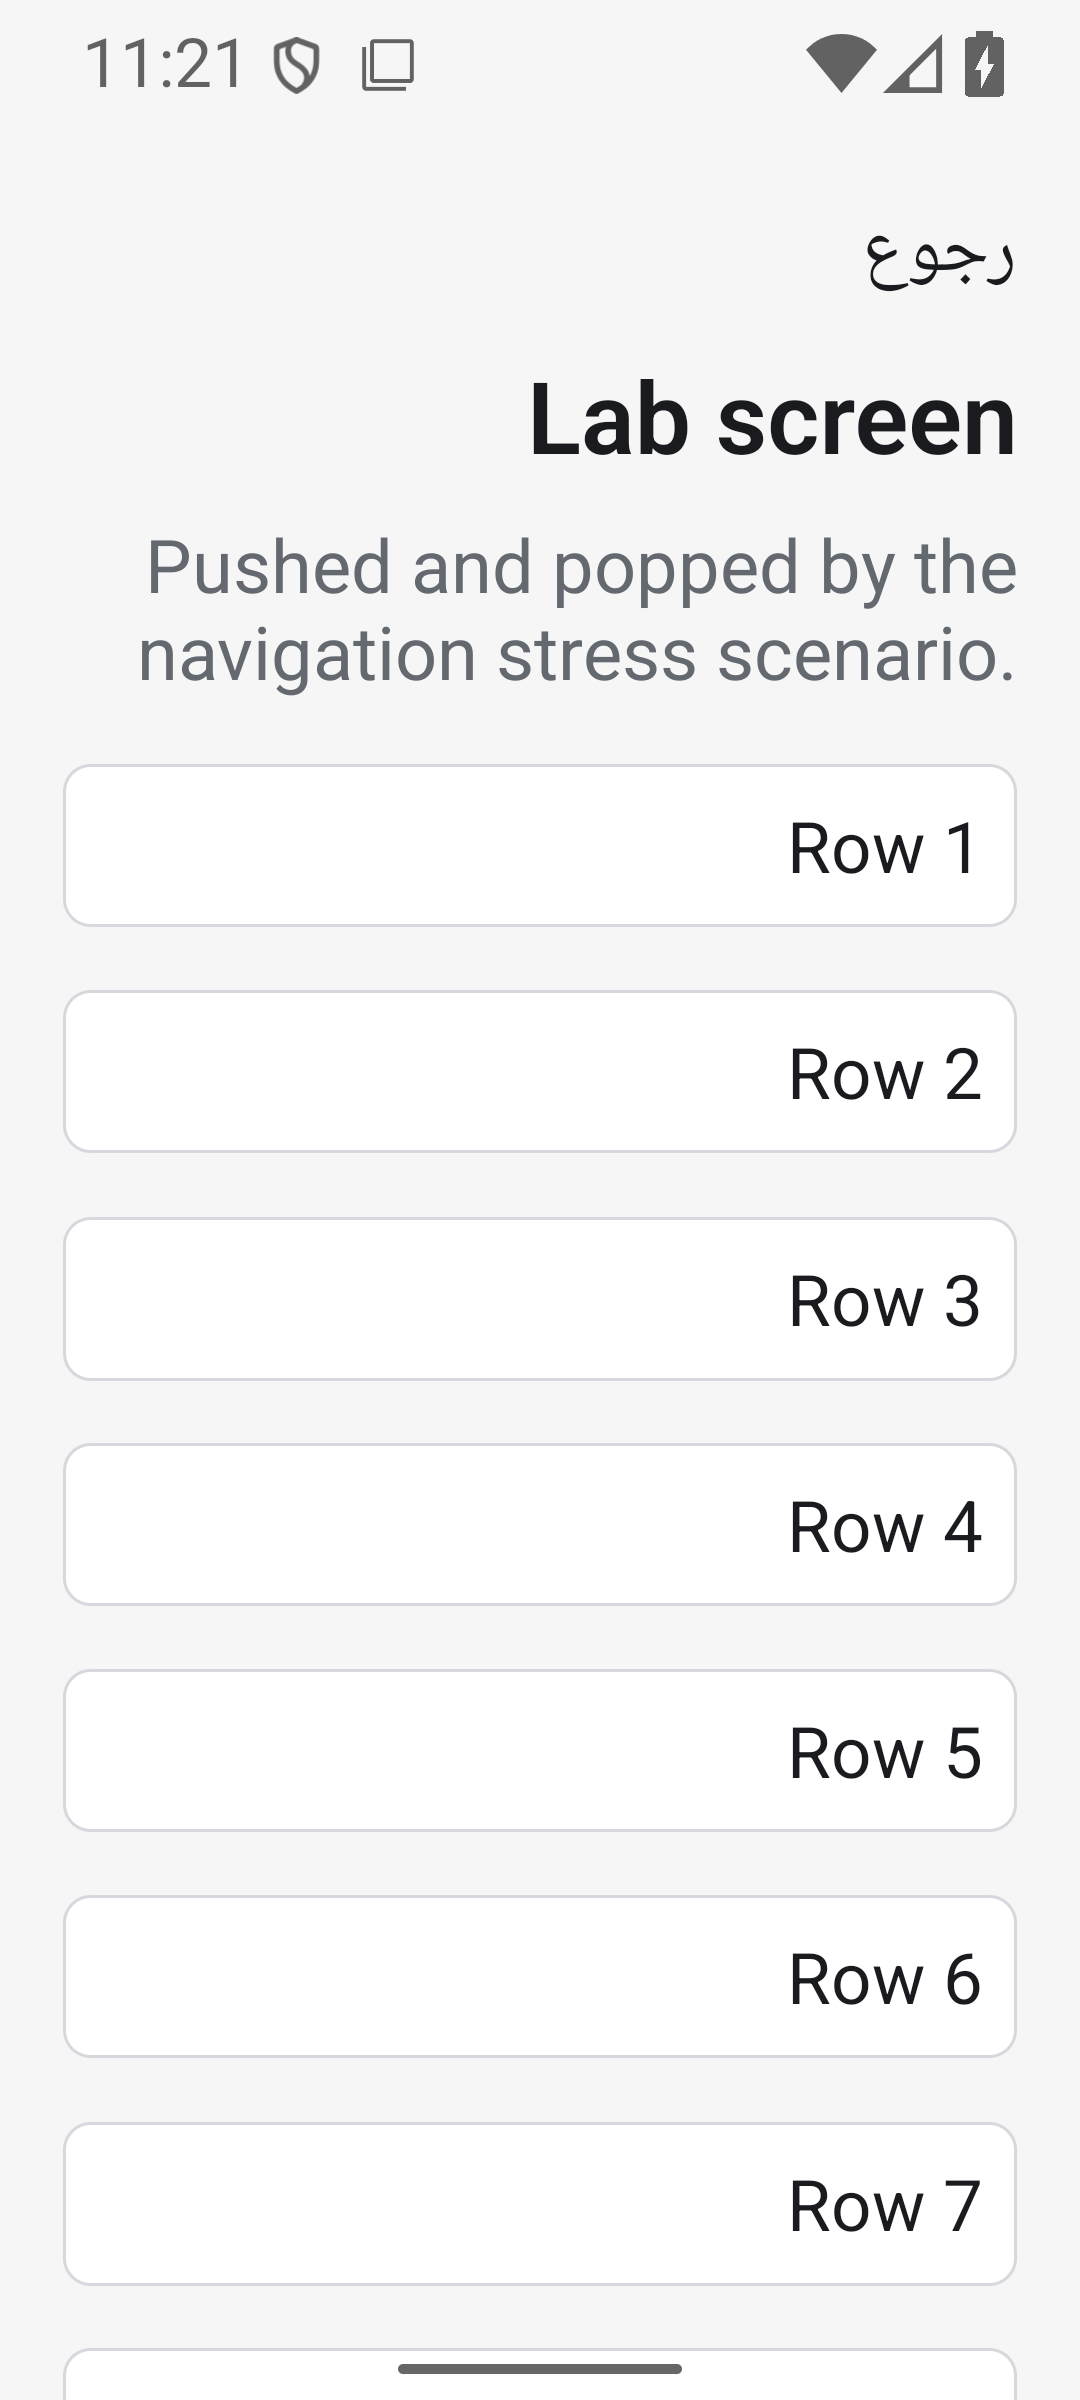 11:21
رجوع
Lab screen
Pushed and popped by the
navigation stress scenario.
Row 1
Row 2
Row 3
Row 4
Row 5
Row 6
Row 7